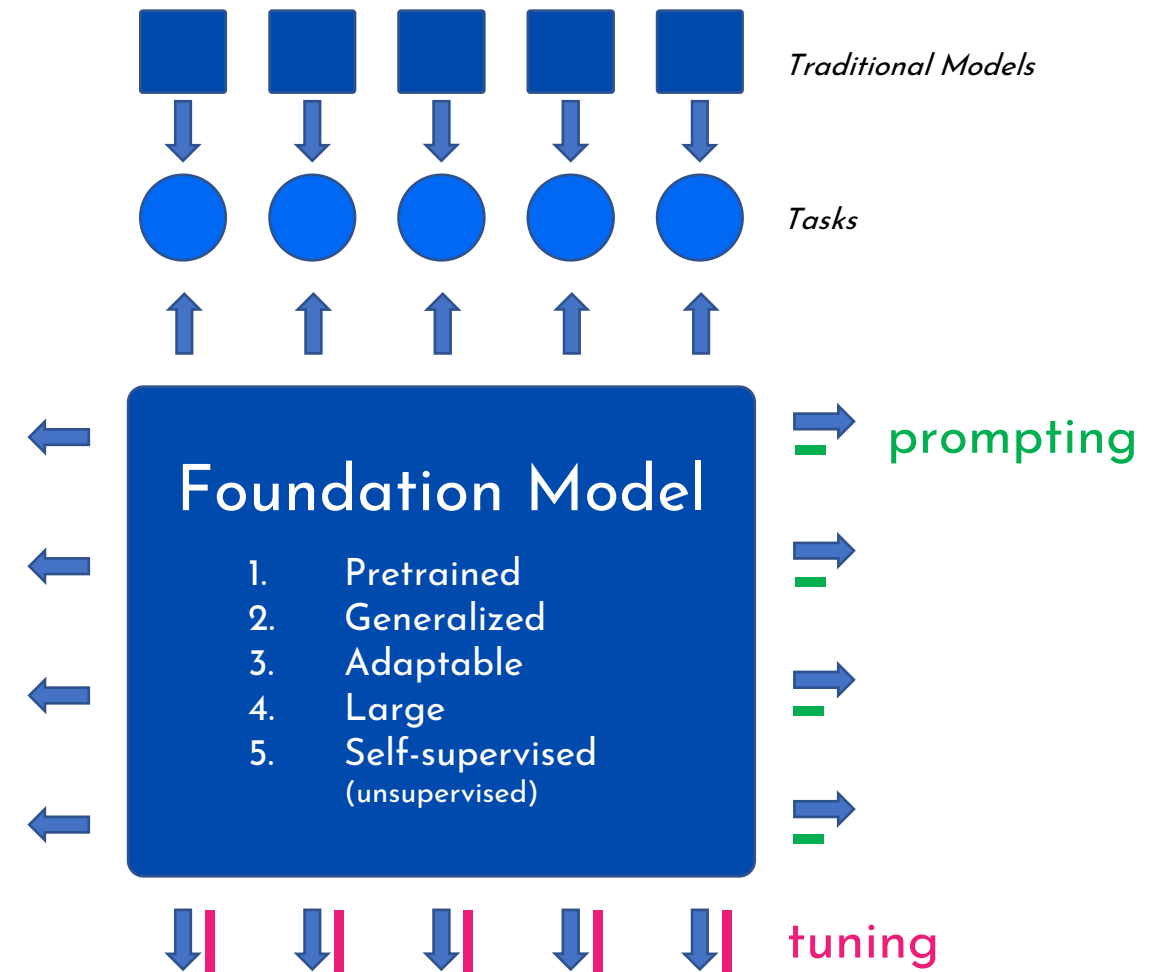 Traditional Models
Tasks
prompting
Foundation Model
1. Pretrained
2. Generalized
3. Adaptable
4. Large
5. Self-supervised
(unsupervised)
tuning